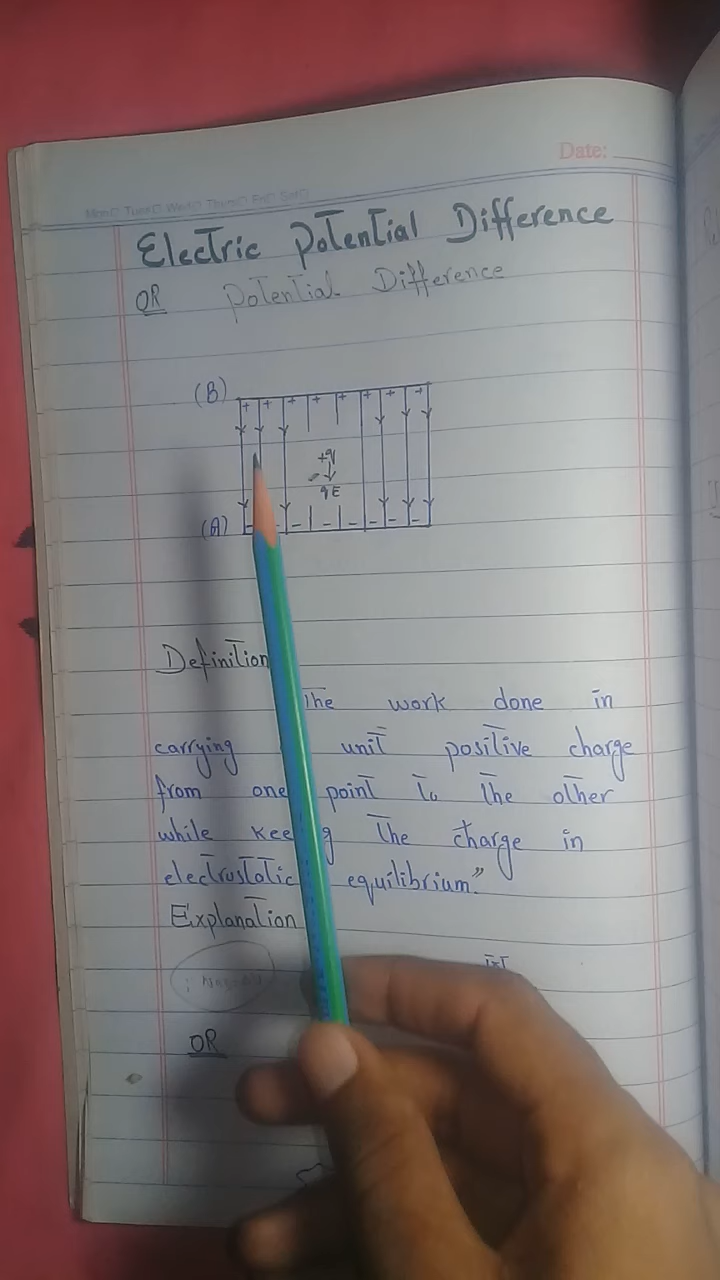 Date:
Electric Potential Difference
OR Potential Difference
(B)
+ + + + + + + +
+q
qE
(A)
- - - - - -
Definition
The work done in
carrying unit positive charge
from one point to the other
while the charge in
electrostatic equilibrium."
Explanation
OR